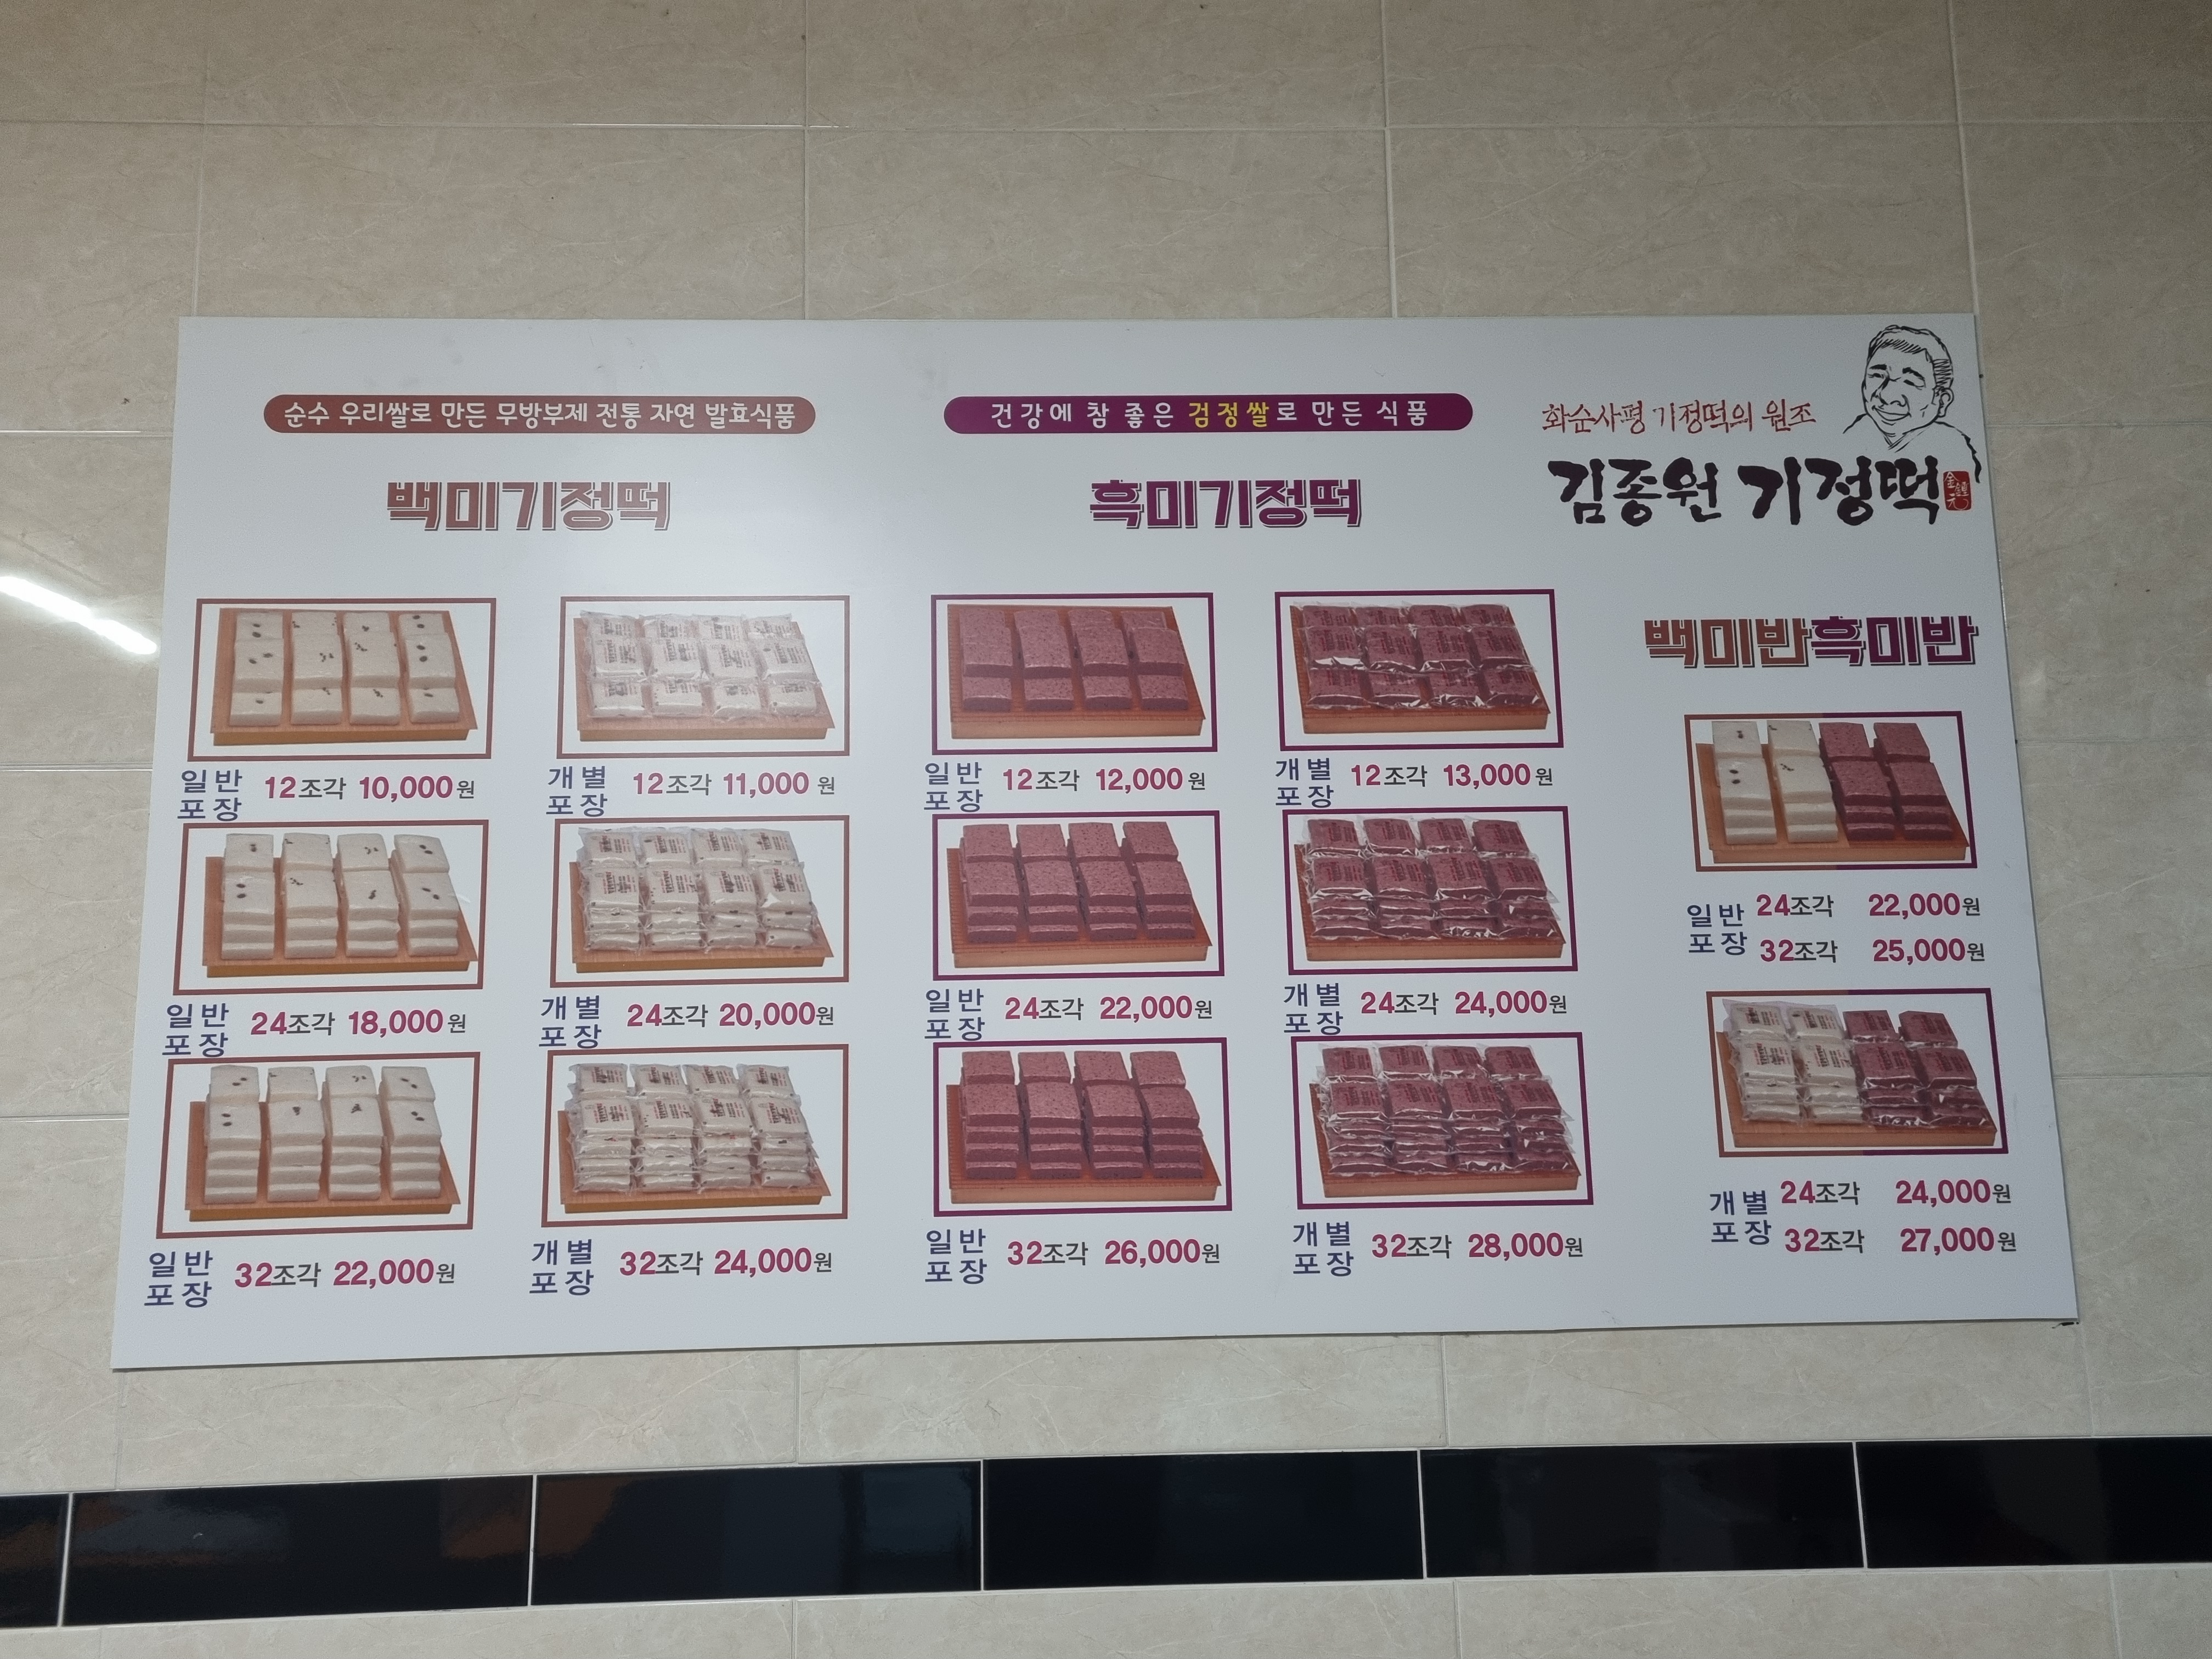 순수 우리쌀로 만든 무방부제 전통 자연 발효식품
백미기정떡
일반포장 12조각 10,000원
개별포장 12조각 11,000 원
일반포장 24조각 18,000원
개별포장 24조각 20,000원
일반포장 32조각 22,000원
개별포장 32조각 24,000원
건강에 참 좋은 검정쌀로 만든 식품
흑미기정떡
일반포장 12조각 12,000원
개별포장 12조각 13,000원
일반포장 24조각 22,000원
개별포장 24조각 24,000원
일반포장 32조각 26,000원
개별포장 32조각 28,000원
화순사평 기정떡의 원조
김종원 기정떡
백미반흑미반
일반포장 24조각 22,000원
32조각 25,000원
개별포장 24조각 24,000원
32조각 27,000원